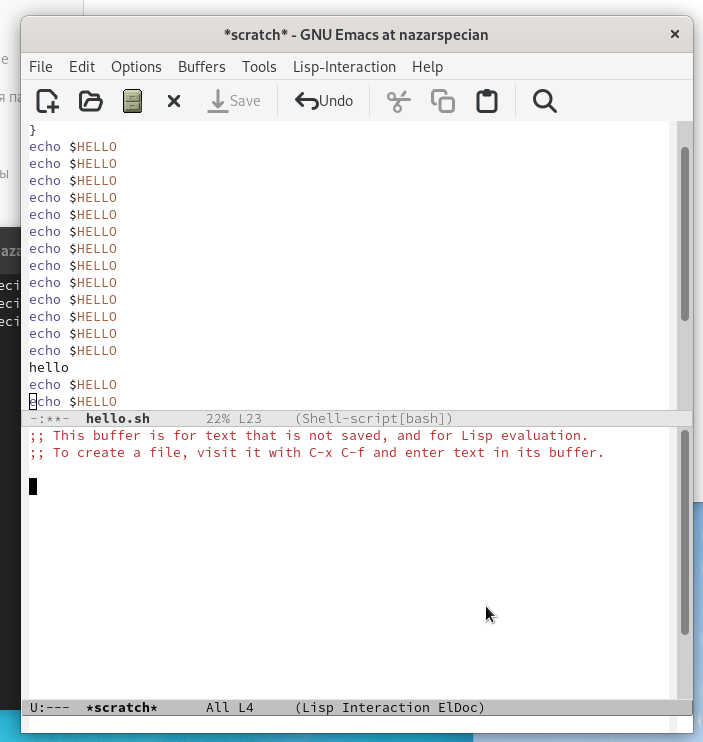 *scratch* - GNU Emacs at nazarspecian
File Edit Options Buffers Tools Lisp-Interaction Help
Save Undo
}
echo $HELLO
echo $HELLO
echo $HELLO
echo $HELLO
echo $HELLO
echo $HELLO
echo $HELLO
echo $HELLO
echo $HELLO
echo $HELLO
echo $HELLO
echo $HELLO
echo $HELLO
hello
echo $HELLO
echo $HELLO
-:**- hello.sh 22% L23 (Shell-script[bash])
;; This buffer is for text that is not saved, and for Lisp evaluation.
;; To create a file, visit it with C-x C-f and enter text in its buffer.
U:--- *scratch* All L4 (Lisp Interaction ElDoc)